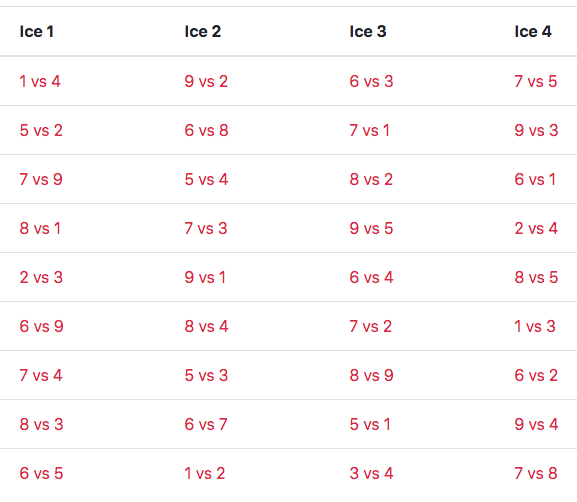 Ice 1 Ice 2 Ice 3 Ice 4
1 vs 4 9 vs 2 6 vs 3 7 vs 5
5 vs 2 6 vs 8 7 vs 1 9 vs 3
7 vs 9 5 vs 4 8 vs 2 6 vs 1
8 vs 1 7 vs 3 9 vs 5 2 vs 4
2 vs 3 9 vs 1 6 vs 4 8 vs 5
6 vs 9 8 vs 4 7 vs 2 1 vs 3
7 vs 4 5 vs 3 8 vs 9 6 vs 2
8 vs 3 6 vs 7 5 vs 1 9 vs 4
6 vs 5 1 vs 2 3 vs 4 7 vs 8